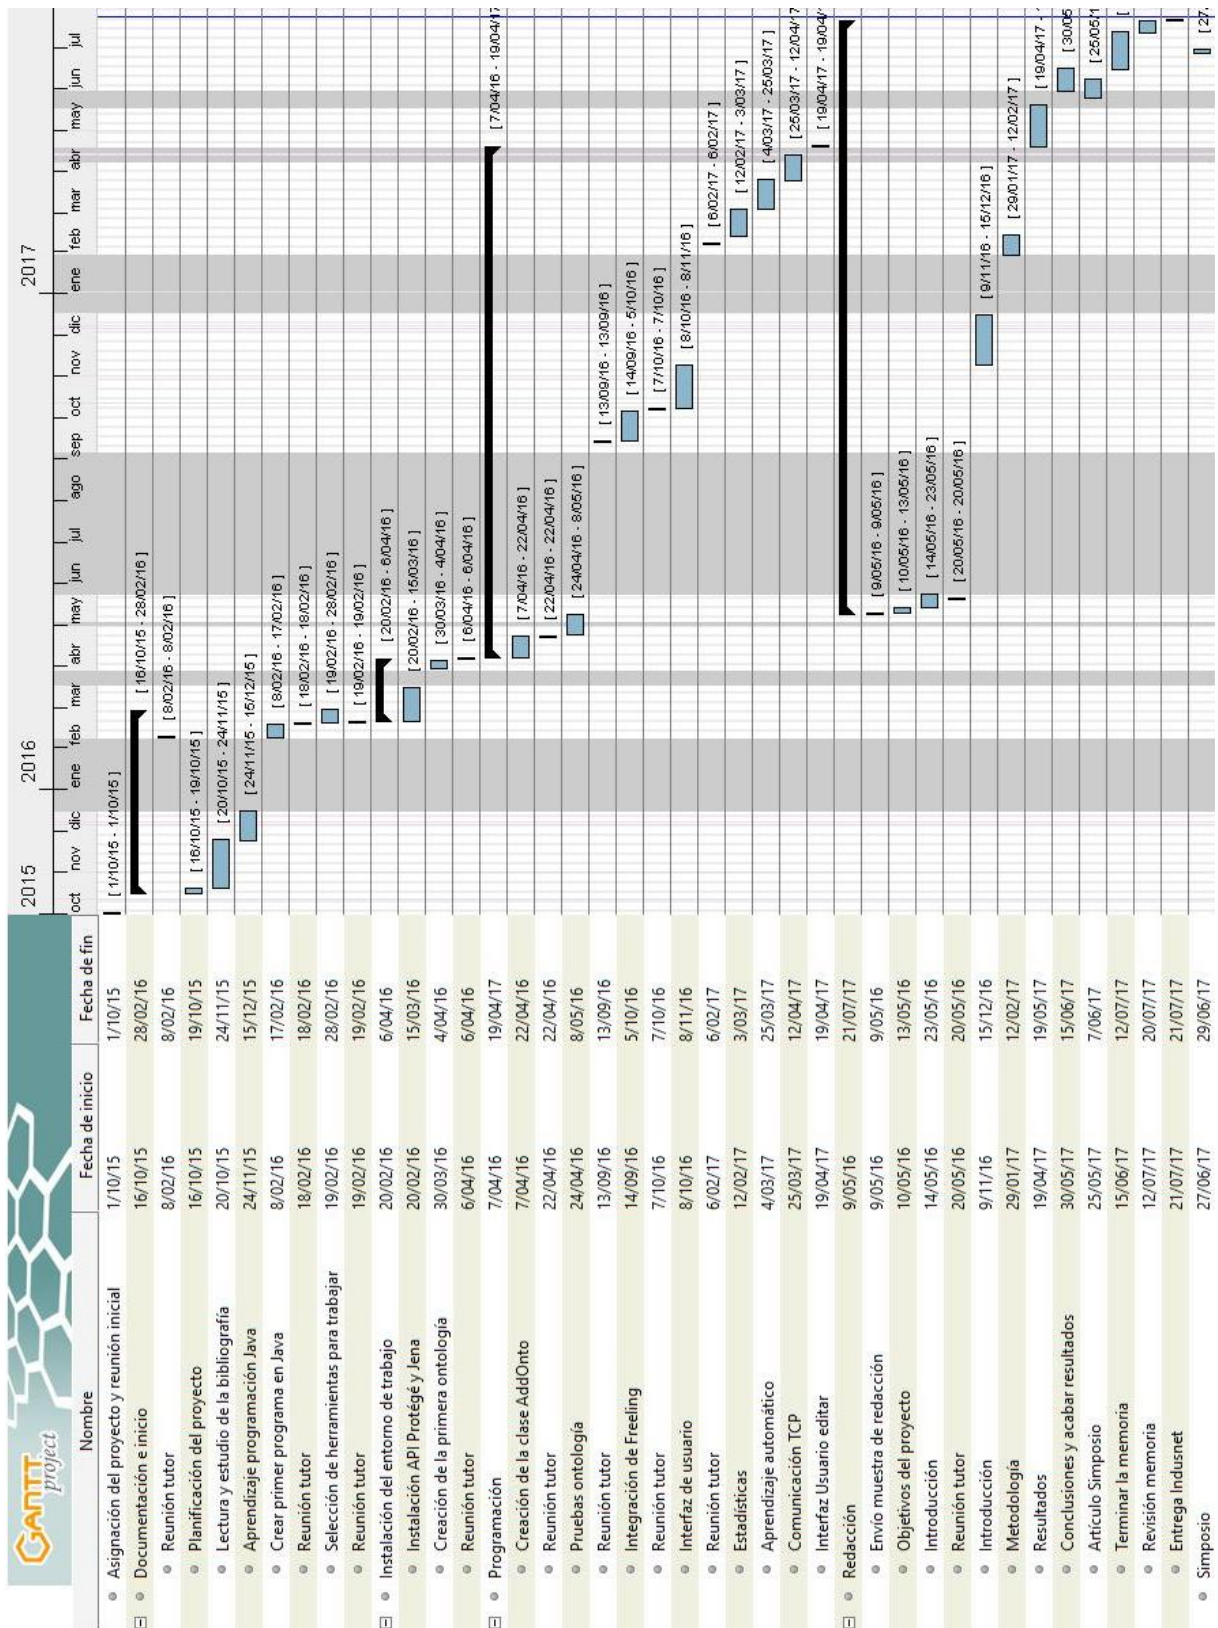 GANTT
project
Nombre Fecha de inicio Fecha de fin
Asignación del proyecto y reunión inicial 1/10/15 1/10/15
Documentación e inicio 16/10/15 28/02/16
Reunión tutor 8/02/16 8/02/16
Planificación del proyecto 16/10/15 19/10/15
Lectura y estudio de la bibliografía 20/10/15 24/11/15
Aprendizaje programación Java 24/11/15 15/12/15
Crear primer programa en Java 8/02/16 17/02/16
Reunión tutor 18/02/16 18/02/16
Selección de herramientas para trabajar 19/02/16 28/02/16
Reunión tutor 19/02/16 19/02/16
Instalación del entorno de trabajo 20/02/16 6/04/16
Instalación API Protégé y Jena 20/02/16 15/03/16
Creación de la primera ontología 30/03/16 4/04/16
Reunión tutor 6/04/16 6/04/16
Programación 7/04/16 19/04/17
Creación de la clase AddOnto 7/04/16 22/04/16
Reunión tutor 22/04/16 22/04/16
Pruebas ontología 24/04/16 8/05/16
Reunión tutor 13/09/16 13/09/16
Integración de Freeling 14/09/16 5/10/16
Reunión tutor 7/10/16 7/10/16
Interfaz de usuario 8/10/16 8/11/16
Reunión tutor 6/02/17 6/02/17
Estadísticas 12/02/17 3/03/17
Aprendizaje automático 4/03/17 25/03/17
Comunicación TCP 25/03/17 12/04/17
Interfaz Usuario editar 19/04/17 19/04/17
Redacción 9/05/16 21/07/17
Envío muestra de redacción 9/05/16 9/05/16
Objetivos del proyecto 10/05/16 13/05/16
Introducción 14/05/16 23/05/16
Reunión tutor 20/05/16 20/05/16
Introducción 9/11/16 15/12/16
Metodología 29/01/17 12/02/17
Resultados 19/04/17 19/05/17
Conclusiones y acabar resultados 30/05/17 15/06/17
Artículo Simposio 25/05/17 7/06/17
Terminar la memoria 15/06/17 12/07/17
Revisión memoria 12/07/17 20/07/17
Entrega Indusnet 21/07/17 21/07/17
Simposio 27/06/17 29/06/17
2015 2016 2017
oct nov dic ene feb mar abr may jun jul ago sep oct nov dic ene feb mar abr may jun jul
[ 1/10/15 - 1/10/15 ]
[ 16/10/15 - 28/02/16 ]
[ 8/02/16 - 8/02/16 ]
[ 16/10/15 - 19/10/15 ]
[ 20/10/15 - 24/11/15 ]
[ 24/11/15 - 15/12/15 ]
[ 8/02/16 - 17/02/16 ]
[ 18/02/16 - 18/02/16 ]
[ 19/02/16 - 28/02/16 ]
[ 19/02/16 - 19/02/16 ]
[ 20/02/16 - 6/04/16 ]
[ 20/02/16 - 15/03/16 ]
[ 30/03/16 - 4/04/16 ]
[ 6/04/16 - 6/04/16 ]
[ 7/04/16 - 19/04/17
[ 7/04/16 - 22/04/16 ]
[ 22/04/16 - 22/04/16 ]
[ 24/04/16 - 8/05/16 ]
[ 13/09/16 - 13/09/16 ]
[ 14/09/16 - 5/10/16 ]
[ 7/10/16 - 7/10/16 ]
[ 8/10/16 - 8/11/16 ]
[ 6/02/17 - 6/02/17 ]
[ 12/02/17 - 3/03/17 ]
[ 4/03/17 - 25/03/17 ]
[ 25/03/17 - 12/04/17
[ 19/04/17 - 19/04/
[ 9/05/16 - 9/05/16 ]
[ 10/05/16 - 13/05/16 ]
[ 14/05/16 - 23/05/16 ]
[ 20/05/16 - 20/05/16 ]
[ 9/11/16 - 15/12/16 ]
[ 29/01/17 - 12/02/17 ]
[ 19/04/17 -
[ 30/05
[ 25/05/1
[
[ 27